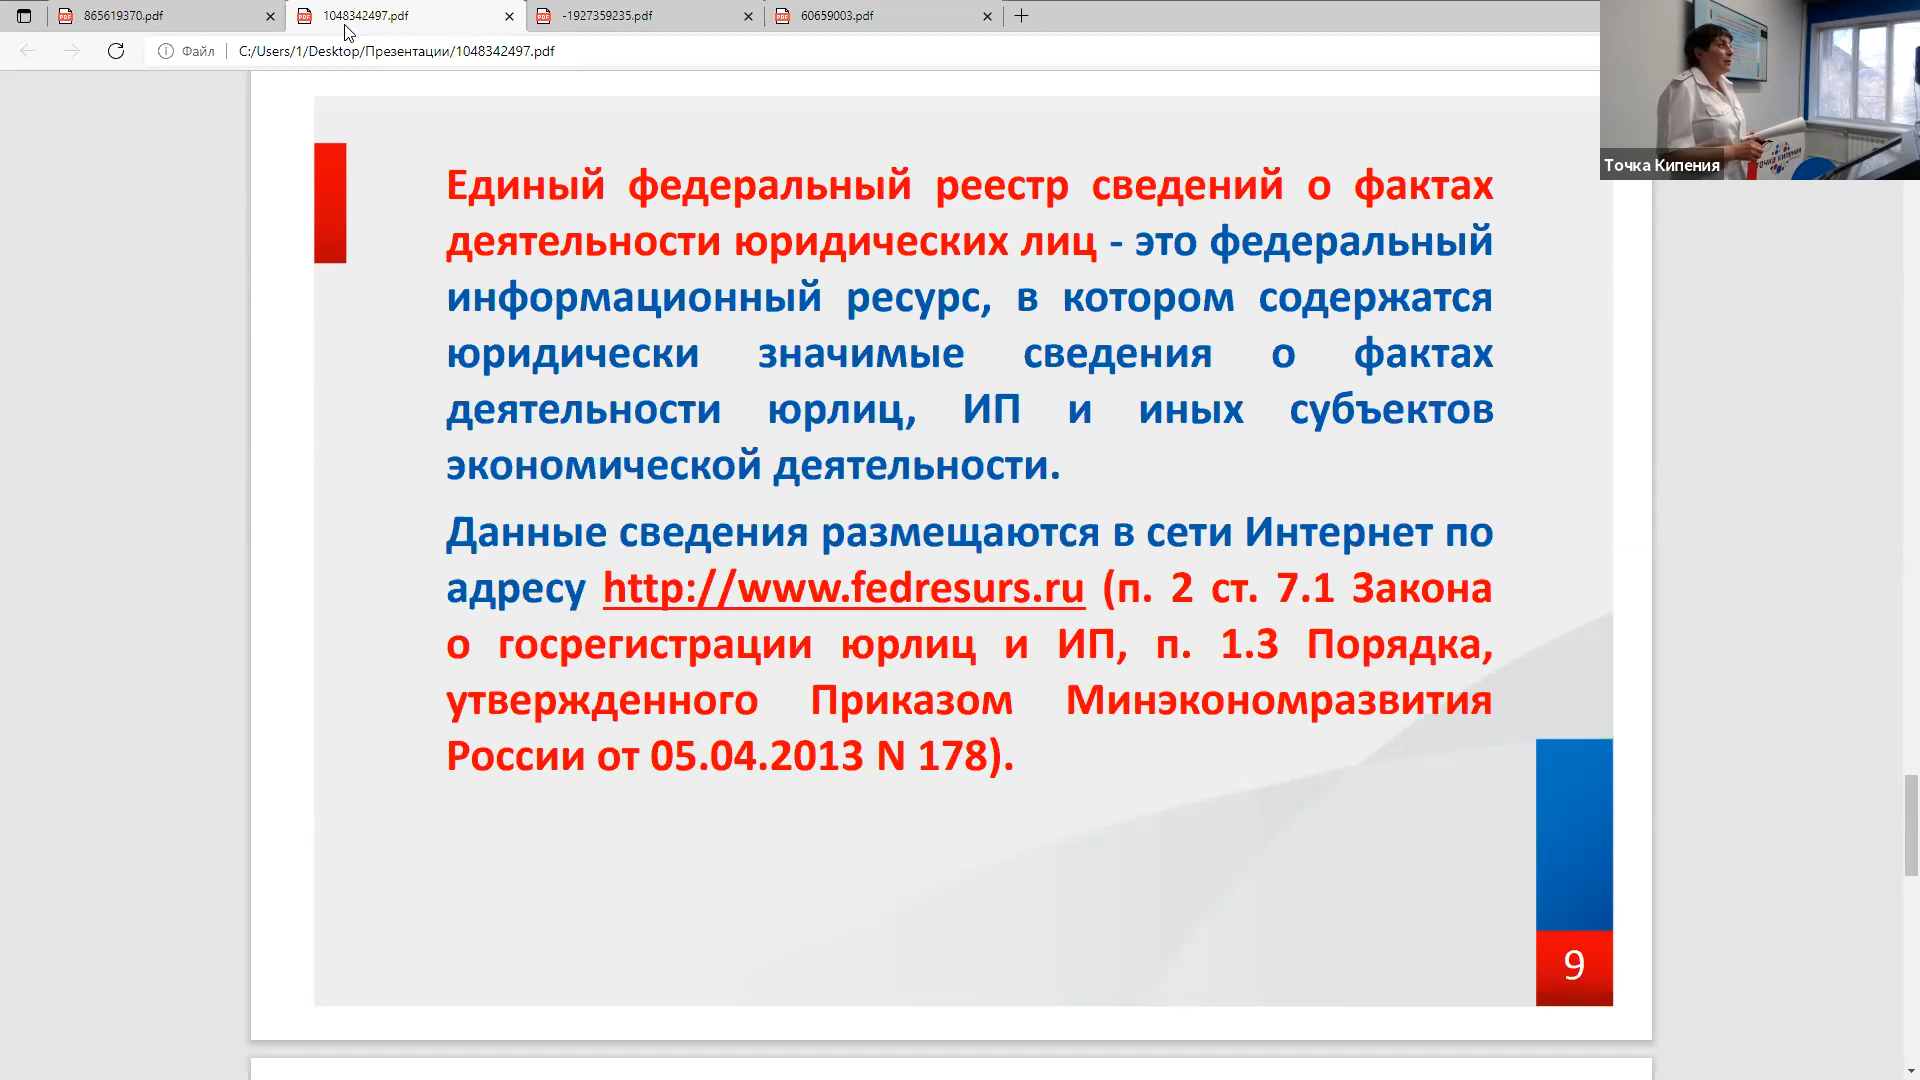 865619370.pdf
1048342497.pdf
-1927359235.pdf
60659003.pdf
Файл
C:/Users/1/Desktop/Презентации/1048342497.pdf
Точка Кипения
точка кипения
Единый федеральный реестр сведений о фактах
деятельности юридических лиц - это федеральный
информационный ресурс, в котором содержатся
юридически значимые сведения о фактах
деятельности юрлиц, ИП и иных субъектов
экономической деятельности.
Данные сведения размещаются в сети Интернет по
адресу http://www.fedresurs.ru (п. 2 ст. 7.1 Закона
о госрегистрации юрлиц и ИП, п. 1.3 Порядка,
утвержденного Приказом Минэкономразвития
России от 05.04.2013 N 178).
9